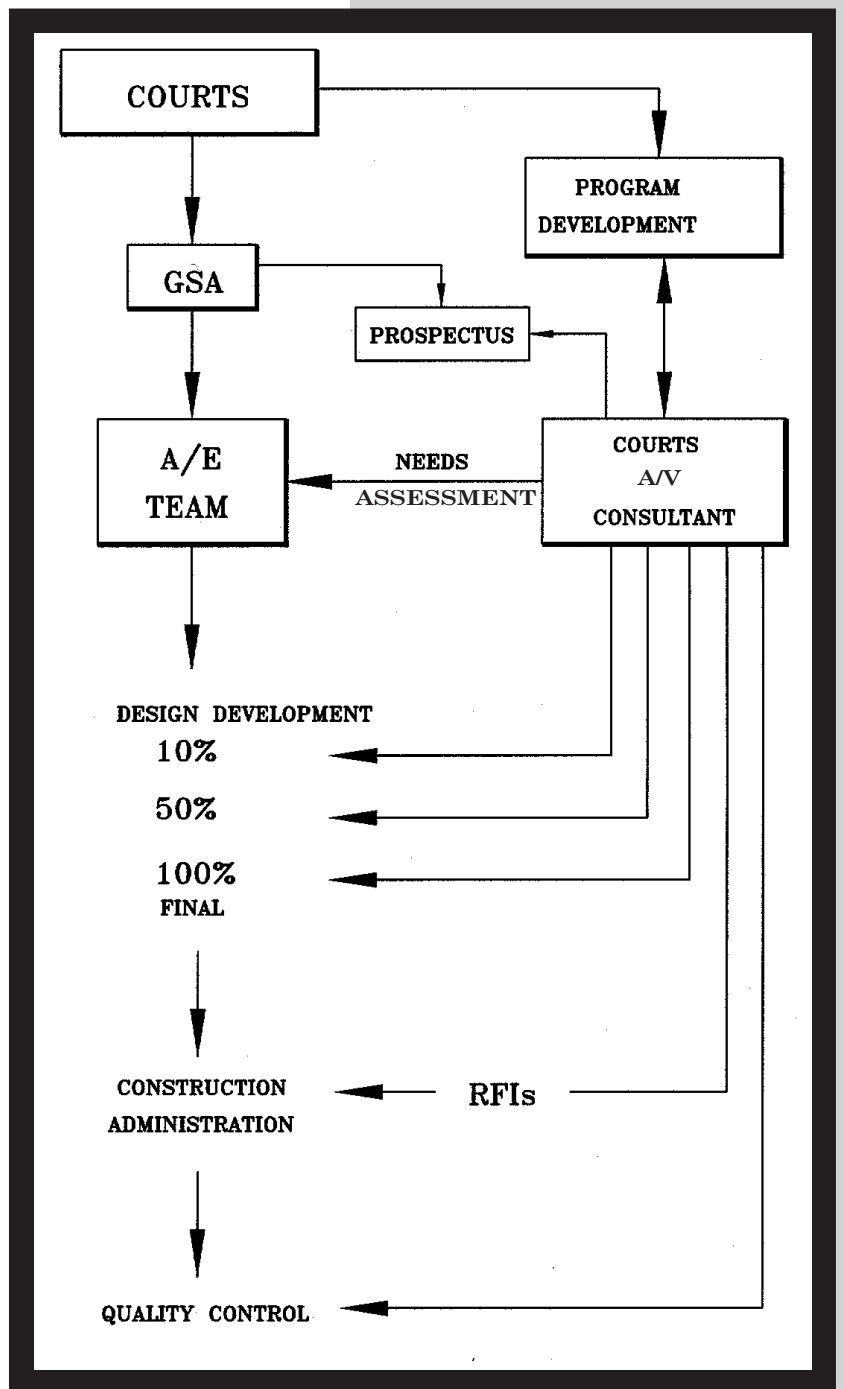 COURTS
PROGRAM
DEVELOPMENT
GSA
PROSPECTUS
A/E
TEAM
NEEDS
ASSESSMENT
COURTS
A/V
CONSULTANT
DESIGN DEVELOPMENT
10%
50%
100%
FINAL
CONSTRUCTION
ADMINISTRATION
RFIs
QUALITY CONTROL